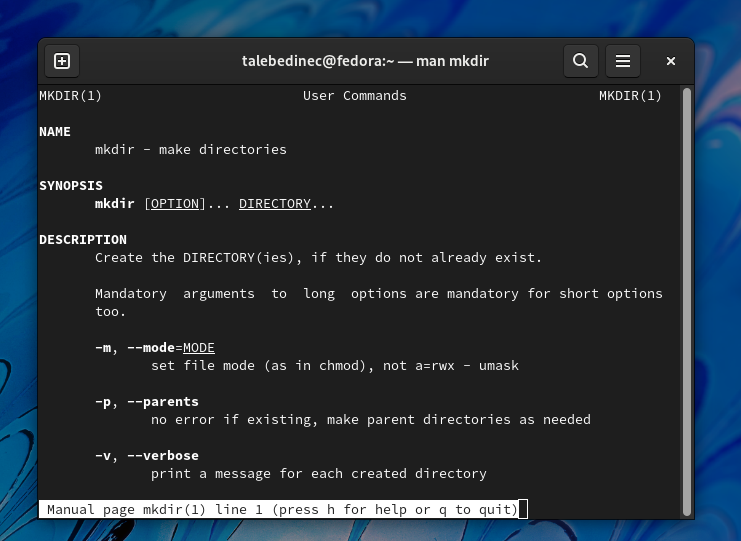 talebedinec@fedora:~ — man mkdir
MKDIR(1) User Commands MKDIR(1)
NAME
mkdir - make directories
SYNOPSIS
mkdir [OPTION]... DIRECTORY...
DESCRIPTION
Create the DIRECTORY(ies), if they do not already exist.
Mandatory arguments to long options are mandatory for short options
too.
-m, --mode=MODE
set file mode (as in chmod), not a=rwx - umask
-p, --parents
no error if existing, make parent directories as needed
-v, --verbose
print a message for each created directory
Manual page mkdir(1) line 1 (press h for help or q to quit)